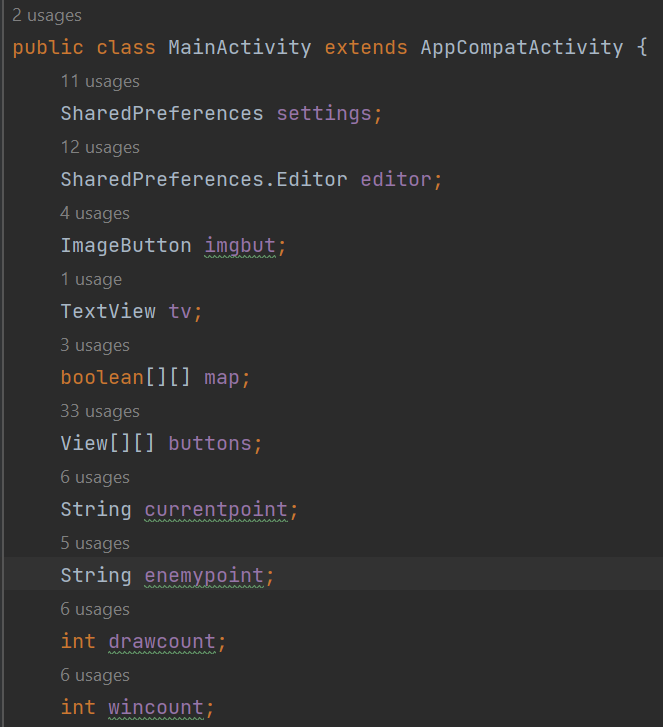 2 usages
public class MainActivity extends AppCompatActivity {
11 usages
SharedPreferences settings;
12 usages
SharedPreferences.Editor editor;
4 usages
ImageButton imgbut;
1 usage
TextView tv;
3 usages
boolean[][] map;
33 usages
View[][] buttons;
6 usages
String currentpoint;
5 usages
String enemypoint;
6 usages
int drawcount;
6 usages
int wincount;